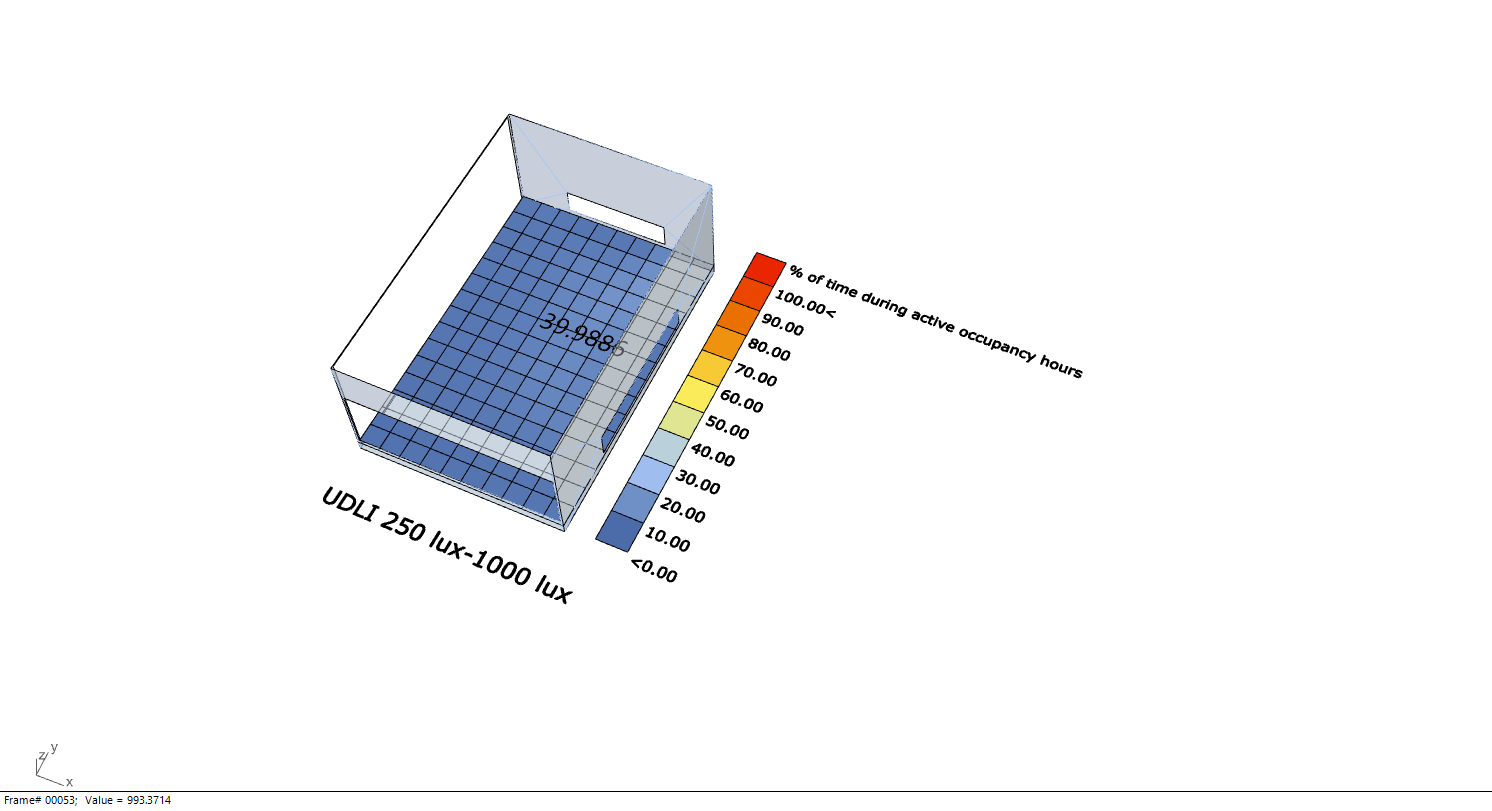 39.9886
% of time during active occupancy hours
100.00<
90.00
80.00
70.00
60.00
50.00
40.00
30.00
20.00
10.00
<0.00
UDLI 250 lux-1000 lux
z y
x
Frame# 00053; Value = 993.3714